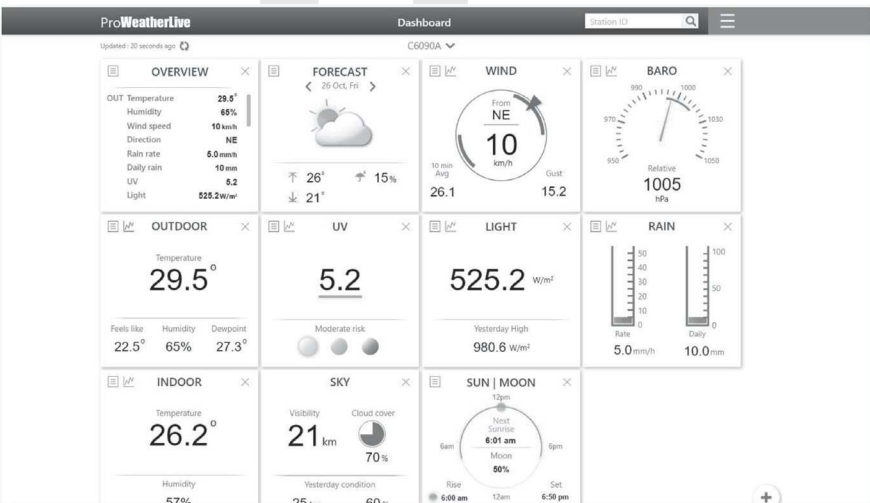 ProWeatherLive
Dashboard
Station ID
Updated : 20 seconds ago
C6090A
OVERVIEW
OUT Temperature 29.5°
Humidity 65%
Wind speed 10 km/h
Direction NE
Rain rate 5.0 mm/h
Daily rain 10 mm
UV 5.2
Light 525.2 W/m²
FORECAST
26 Oct, Fri
26°
15%
21°
WIND
From
NE
10
km/h
10 min
Avg
26.1
Gust
15.2
BARO
990
1000
970
1030
950
1050
Relative
1005
hPa
OUTDOOR
Temperature
29.5°
Feels like Humidity Dewpoint
22.5° 65% 27.3°
UV
5.2
Moderate risk
LIGHT
525.2 W/m²
Yesterday High
980.6 W/m²
RAIN
50
40
30
20
10
0
Rate
5.0 mm/h
100
50
0
Daily
10.0 mm
INDOOR
Temperature
26.2°
Humidity
57%
SKY
Visibility
21 km
Cloud cover
70 %
Yesterday condition
SUN | MOON
12pm
Next
Sunrise
6:01 am
6am
6pm
Moon
50%
Rise
6:00 am
12am
Set
6:50 pm